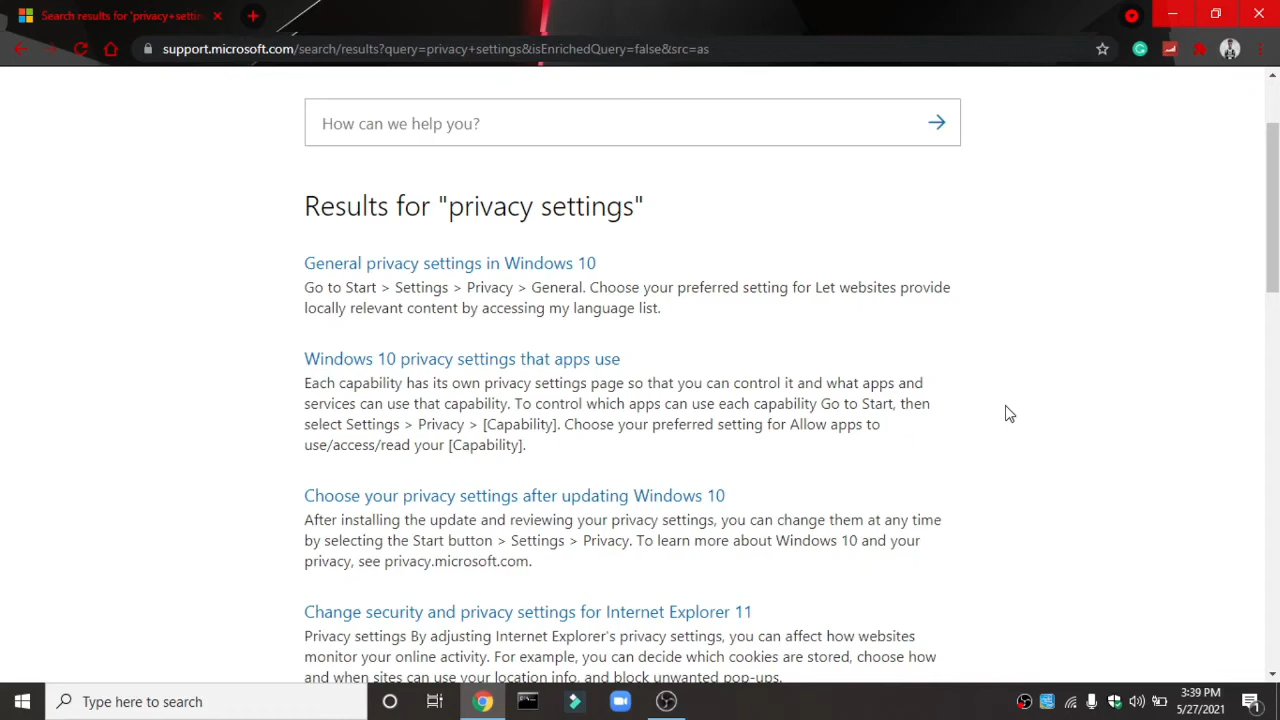 Search results for 'privacy+settin
support.microsoft.com/search/results?query=privacy+settings&isEnrichedQuery=false&src=as
How can we help you?
Results for "privacy settings"
General privacy settings in Windows 10
Go to Start > Settings > Privacy > General. Choose your preferred setting for Let websites provide
locally relevant content by accessing my language list.
Windows 10 privacy settings that apps use
Each capability has its own privacy settings page so that you can control it and what apps and
services can use that capability. To control which apps can use each capability Go to Start, then
select Settings > Privacy > [Capability]. Choose your preferred setting for Allow apps to
use/access/read your [Capability].
Choose your privacy settings after updating Windows 10
After installing the update and reviewing your privacy settings, you can change them at any time
by selecting the Start button > Settings > Privacy. To learn more about Windows 10 and your
privacy, see privacy.microsoft.com.
Change security and privacy settings for Internet Explorer 11
Privacy settings By adjusting Internet Explorer's privacy settings, you can affect how websites
monitor your online activity. For example, you can decide which cookies are stored, choose how
and when sites can use your location info, and block unwanted pop-ups.
Type here to search
3:39 PM
5/27/2021